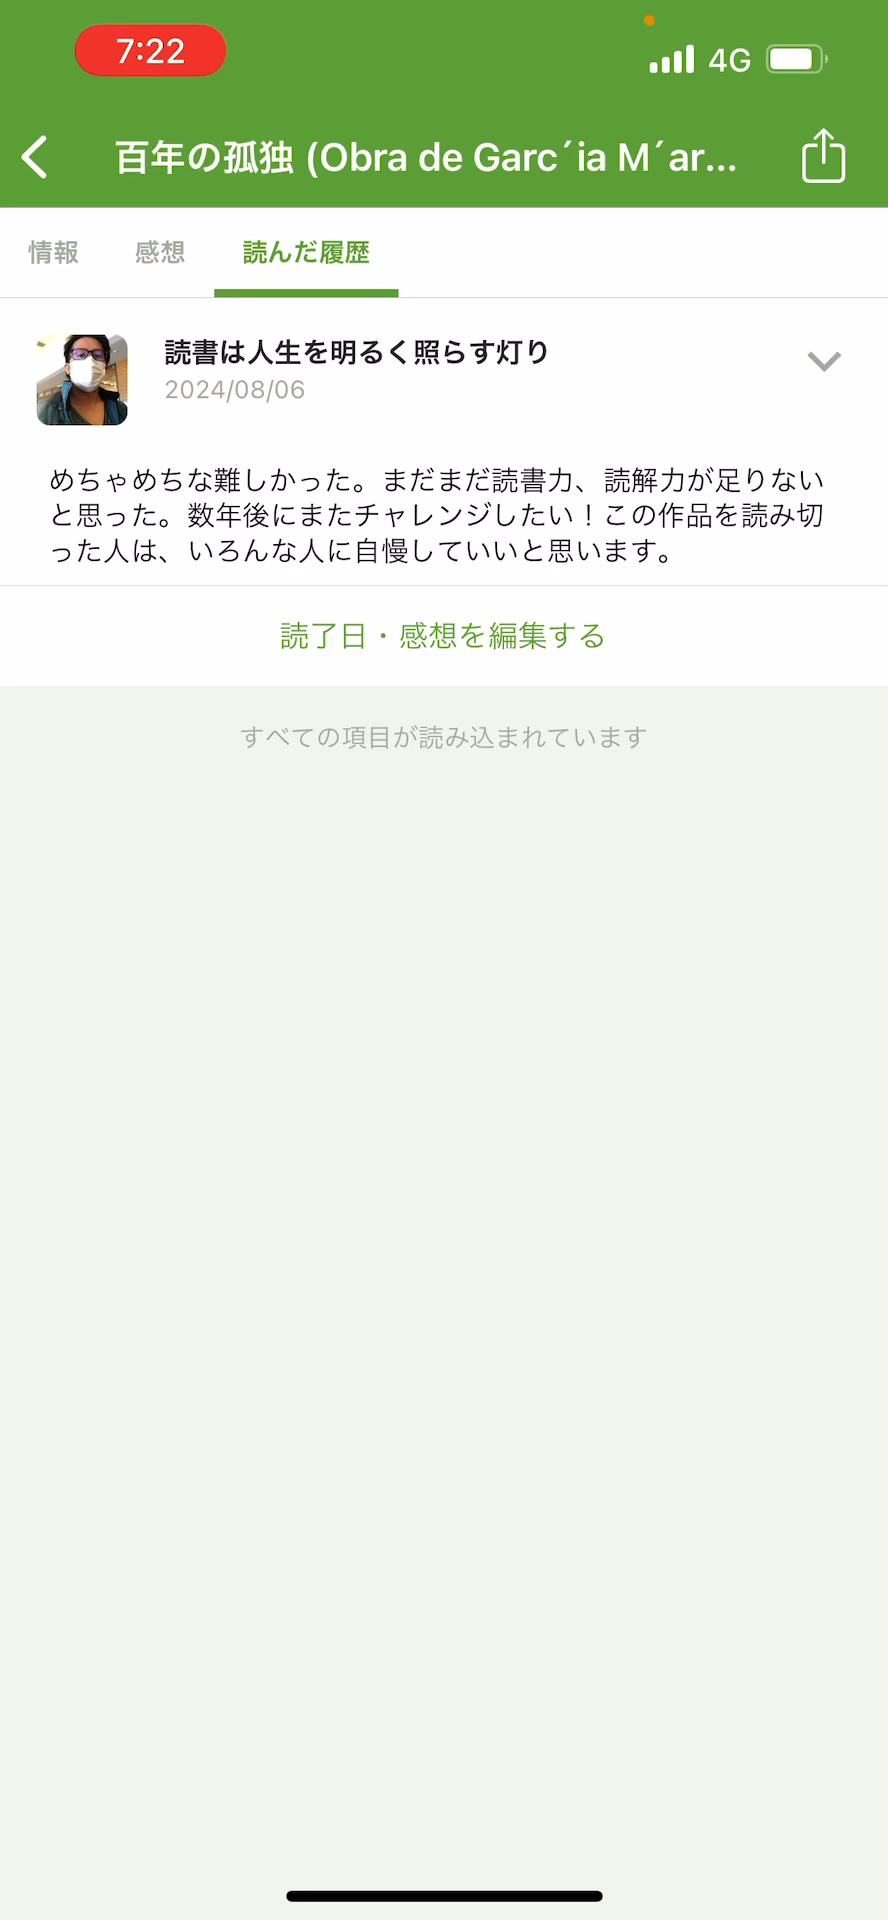 7:22
4G
百年の孤独 (Obra de Garc´ia M´ar...
情報 感想 読んだ履歴
読書は人生を明るく照らす灯り
2024/08/06
めちゃめちな難しかった。まだまだ読書力、読解力が足りない
と思った。数年後にまたチャレンジしたい！この作品を読み切
った人は、いろんな人に自慢していいと思います。
読了日・感想を編集する
すべての項目が読み込まれています